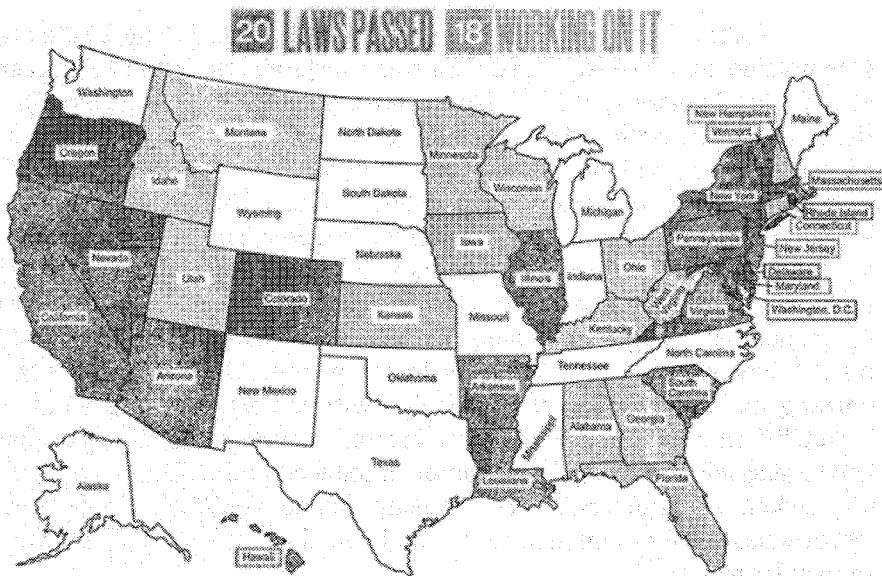 20 LAWS PASSED 18 WORKING ON IT
Washington
Maine
New Hampshire
Vermont
Montana
North Dakota
Minnesota
Oregon
Idaho
Wisconsin
Massachusetts
South Dakota
New York
Wyoming
Michigan
Rhode Island
Connecticut
Iowa
Pennsylvania
Nebraska
New Jersey
Nevada
Ohio
Utah
Illinois
Indiana
Delaware
Maryland
Colorado
West Virginia
Virginia
Washington, D.C.
California
Kansas
Missouri
Kentucky
North Carolina
Tennessee
Arizona
Oklahoma
South Carolina
New Mexico
Arkansas
Mississippi
Alabama
Georgia
Texas
Louisiana
Florida
Alaska
Hawaii